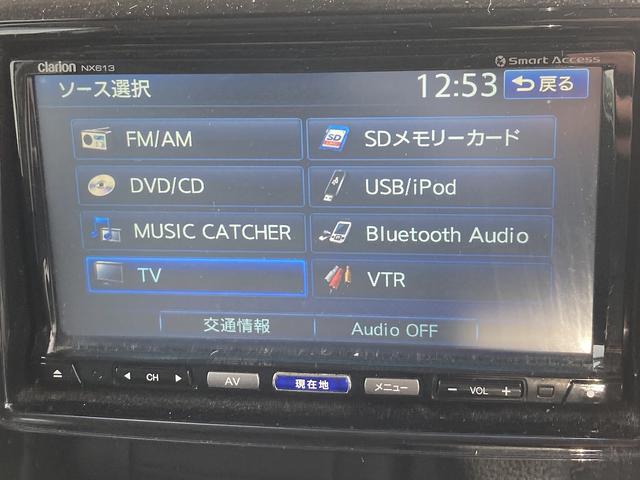 Clarion NX613 Smart Access
ソース選択 12:53 戻る
FM/AM SDメモリーカード
DVD/CD USB/iPod
MUSIC CATCHER Bluetooth Audio
TV VTR
交通情報 Audio OFF
CH AV 現在地 メニュー − VOL +